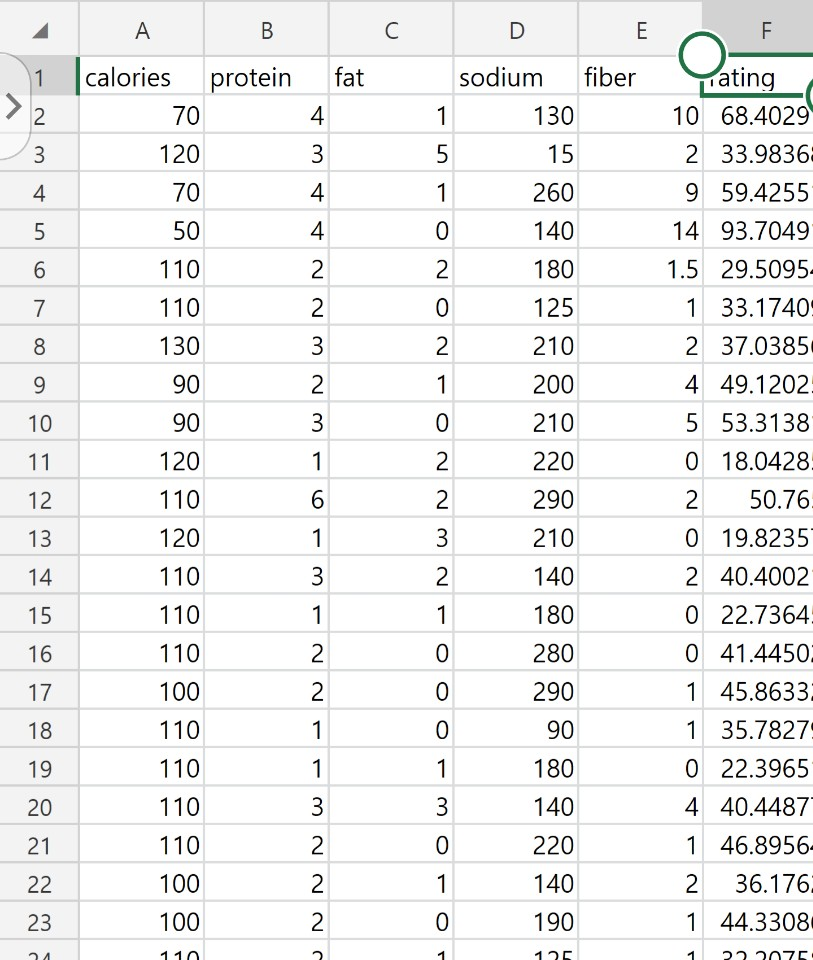 A B C D E F
1 calories protein fat sodium fiber rating
2 70 4 1 130 10 68.4029
3 120 3 5 15 2 33.9836
4 70 4 1 260 9 59.4255
5 50 4 0 140 14 93.7049
6 110 2 2 180 1.5 29.5095
7 110 2 0 125 1 33.1740
8 130 3 2 210 2 37.0385
9 90 2 1 200 4 49.1202
10 90 3 0 210 5 53.3138
11 120 1 2 220 0 18.0428
12 110 6 2 290 2 50.76
13 120 1 3 210 0 19.8235
14 110 3 2 140 2 40.4002
15 110 1 1 180 0 22.7364
16 110 2 0 280 0 41.4450
17 100 2 0 290 1 45.8633
18 110 1 0 90 1 35.7827
19 110 1 1 180 0 22.3965
20 110 3 3 140 4 40.4487
21 110 2 0 220 1 46.8956
22 100 2 1 140 2 36.176
23 100 2 0 190 1 44.3308
24 110 2 1 125 1 32.2075